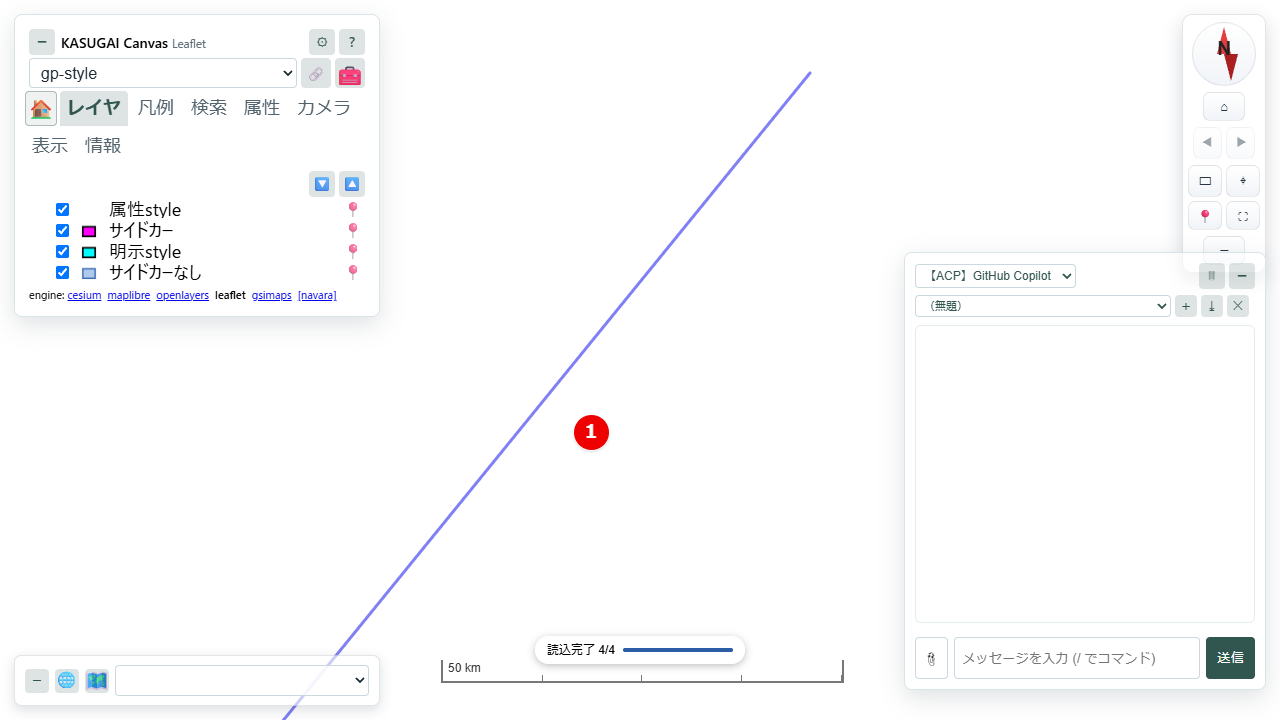 − KASUGAI Canvas Leaflet ⚙ ?
gp-style
レイヤ 凡例 検索 属性 カメラ
表示 情報
属性style
サイドカー
明示style
サイドカーなし
engine: cesium maplibre openlayers leaflet gsimaps [navara]
1
N
【ACP】GitHub Copilot
（無題）
メッセージを入力 (/ でコマンド)
送信
読込完了 4/4
50 km